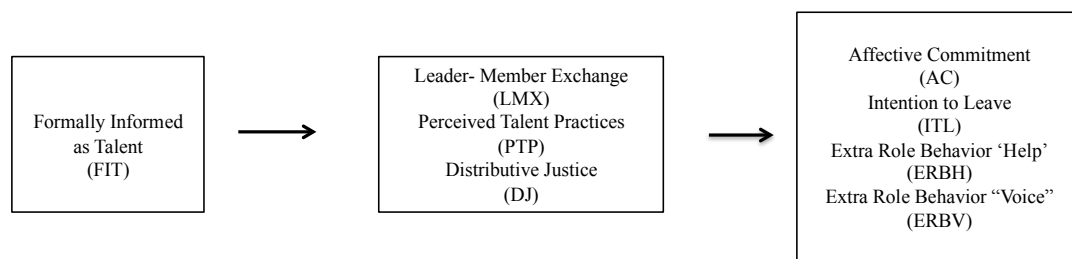 Formally Informed
as Talent
(FIT)
Leader- Member Exchange
(LMX)
Perceived Talent Practices
(PTP)
Distributive Justice
(DJ)
Affective Commitment
(AC)
Intention to Leave
(ITL)
Extra Role Behavior ‘Help’
(ERBH)
Extra Role Behavior “Voice”
(ERBV)